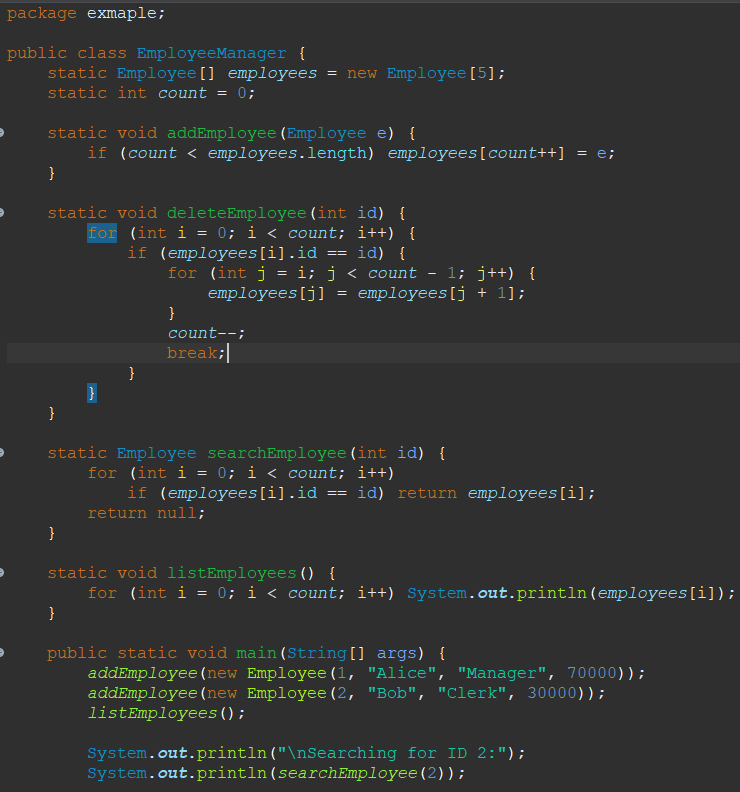 package exmaple;
public class EmployeeManager {
static Employee[] employees = new Employee[5];
static int count = 0;
static void addEmployee(Employee e) {
if (count < employees.length) employees[count++] = e;
}
static void deleteEmployee(int id) {
for (int i = 0; i < count; i++) {
if (employees[i].id == id) {
for (int j = i; j < count - 1; j++) {
employees[j] = employees[j + 1];
}
count--;
break;
}
}
}
static Employee searchEmployee(int id) {
for (int i = 0; i < count; i++)
if (employees[i].id == id) return employees[i];
return null;
}
static void listEmployees() {
for (int i = 0; i < count; i++) System.out.println(employees[i]);
}
public static void main(String[] args) {
addEmployee(new Employee(1, "Alice", "Manager", 70000));
addEmployee(new Employee(2, "Bob", "Clerk", 30000));
listEmployees();
System.out.println("\nSearching for ID 2:");
System.out.println(searchEmployee(2));